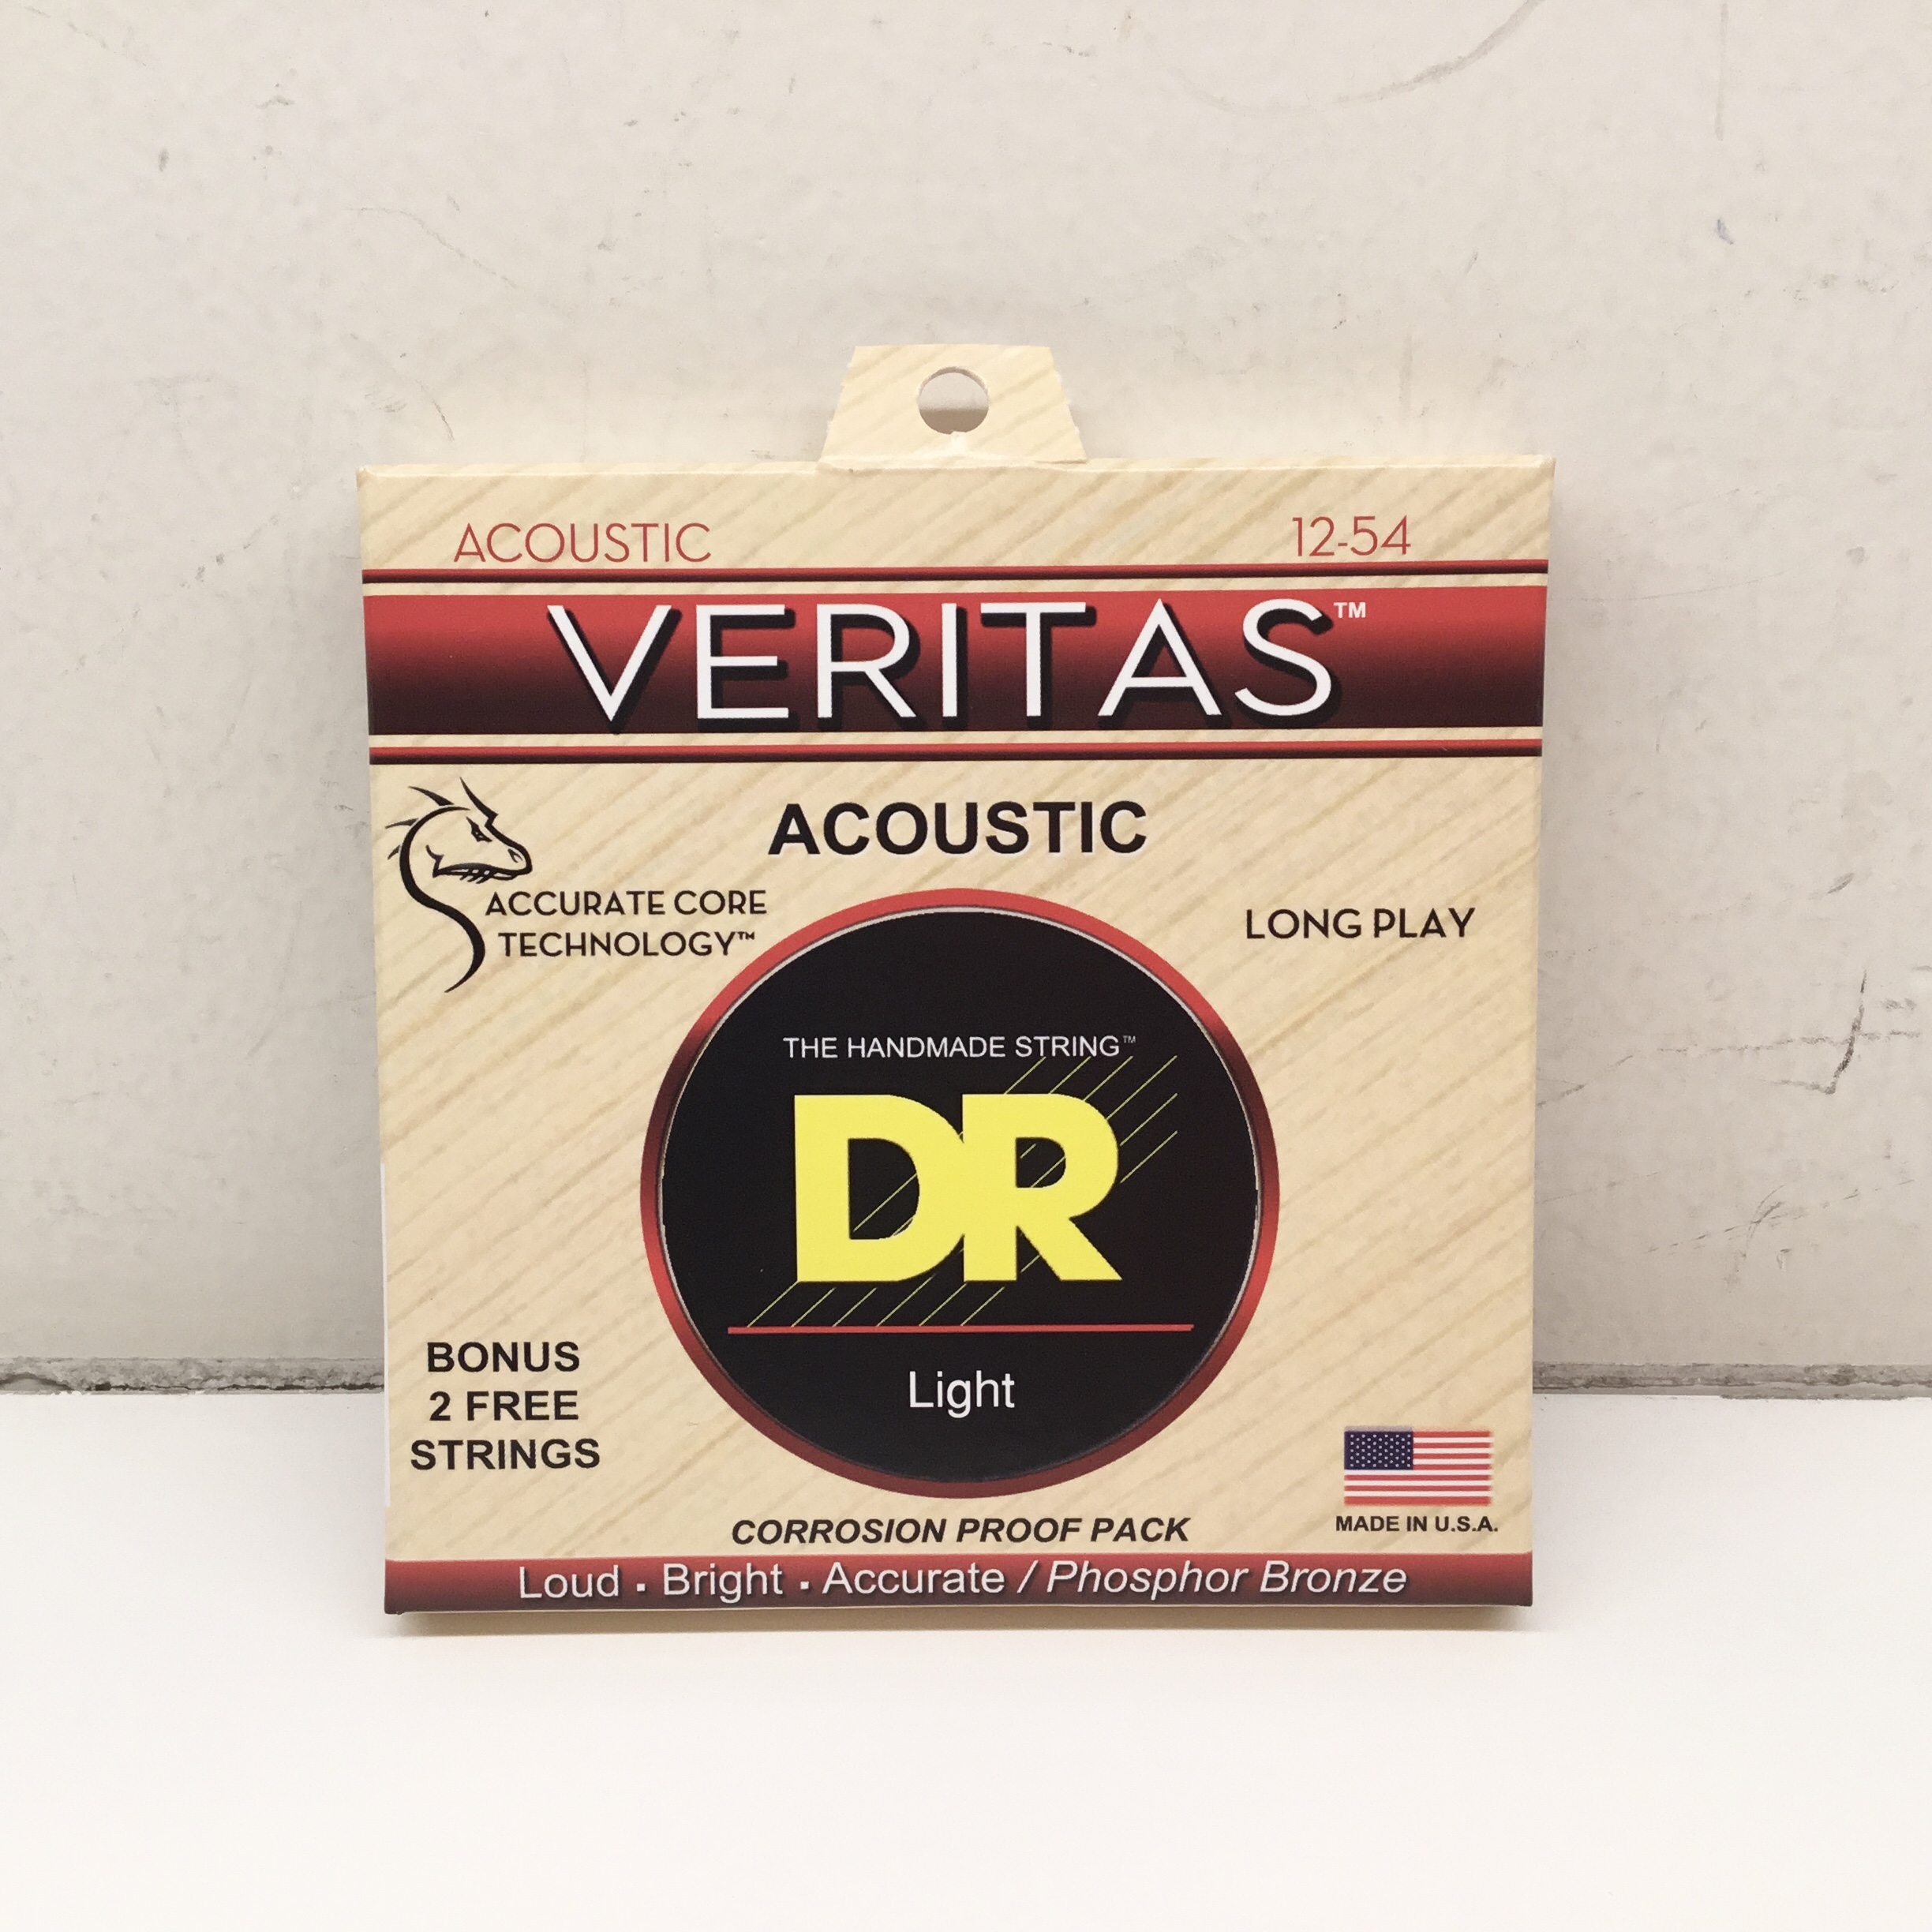 ACOUSTIC 12-54
VERITAS™
ACOUSTIC
ACCURATE CORE
TECHNOLOGY™
LONG PLAY
THE HANDMADE STRING™
DR
Light
BONUS
2 FREE
STRINGS
MADE IN U.S.A.
CORROSION PROOF PACK
Loud ▪ Bright ▪ Accurate / Phosphor Bronze